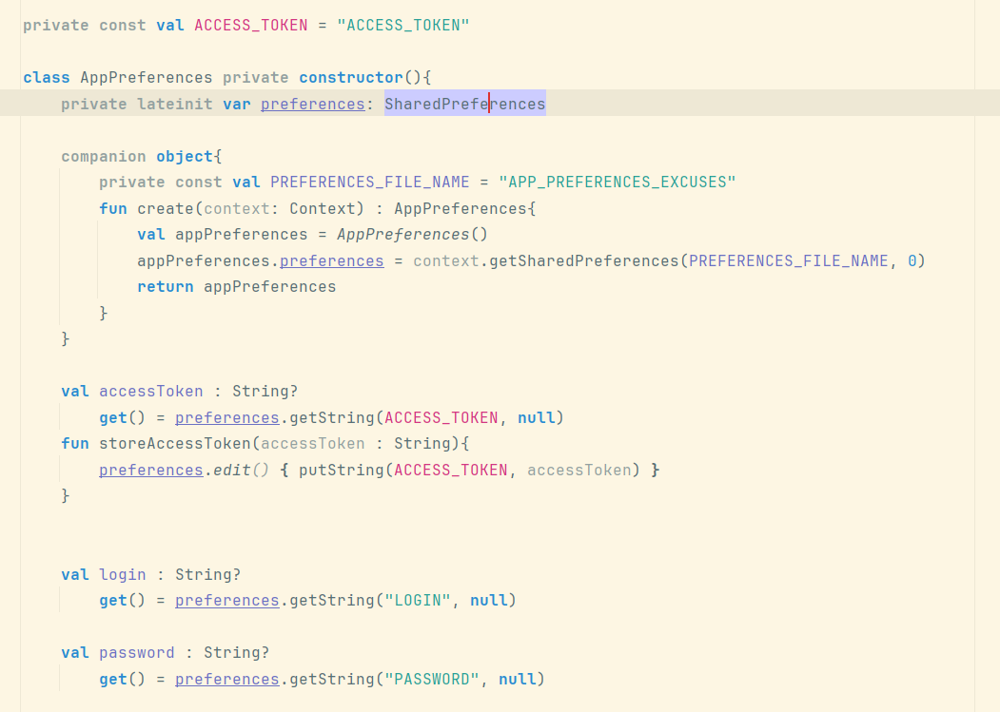 private const val ACCESS_TOKEN = "ACCESS_TOKEN"
class AppPreferences private constructor(){
private lateinit var preferences: SharedPreferences
companion object{
private const val PREFERENCES_FILE_NAME = "APP_PREFERENCES_EXCUSES"
fun create(context: Context) : AppPreferences{
val appPreferences = AppPreferences()
appPreferences.preferences = context.getSharedPreferences(PREFERENCES_FILE_NAME, 0)
return appPreferences
}
}
val accessToken : String?
get() = preferences.getString(ACCESS_TOKEN, null)
fun storeAccessToken(accessToken : String){
preferences.edit() { putString(ACCESS_TOKEN, accessToken) }
}
val login : String?
get() = preferences.getString("LOGIN", null)
val password : String?
get() = preferences.getString("PASSWORD", null)